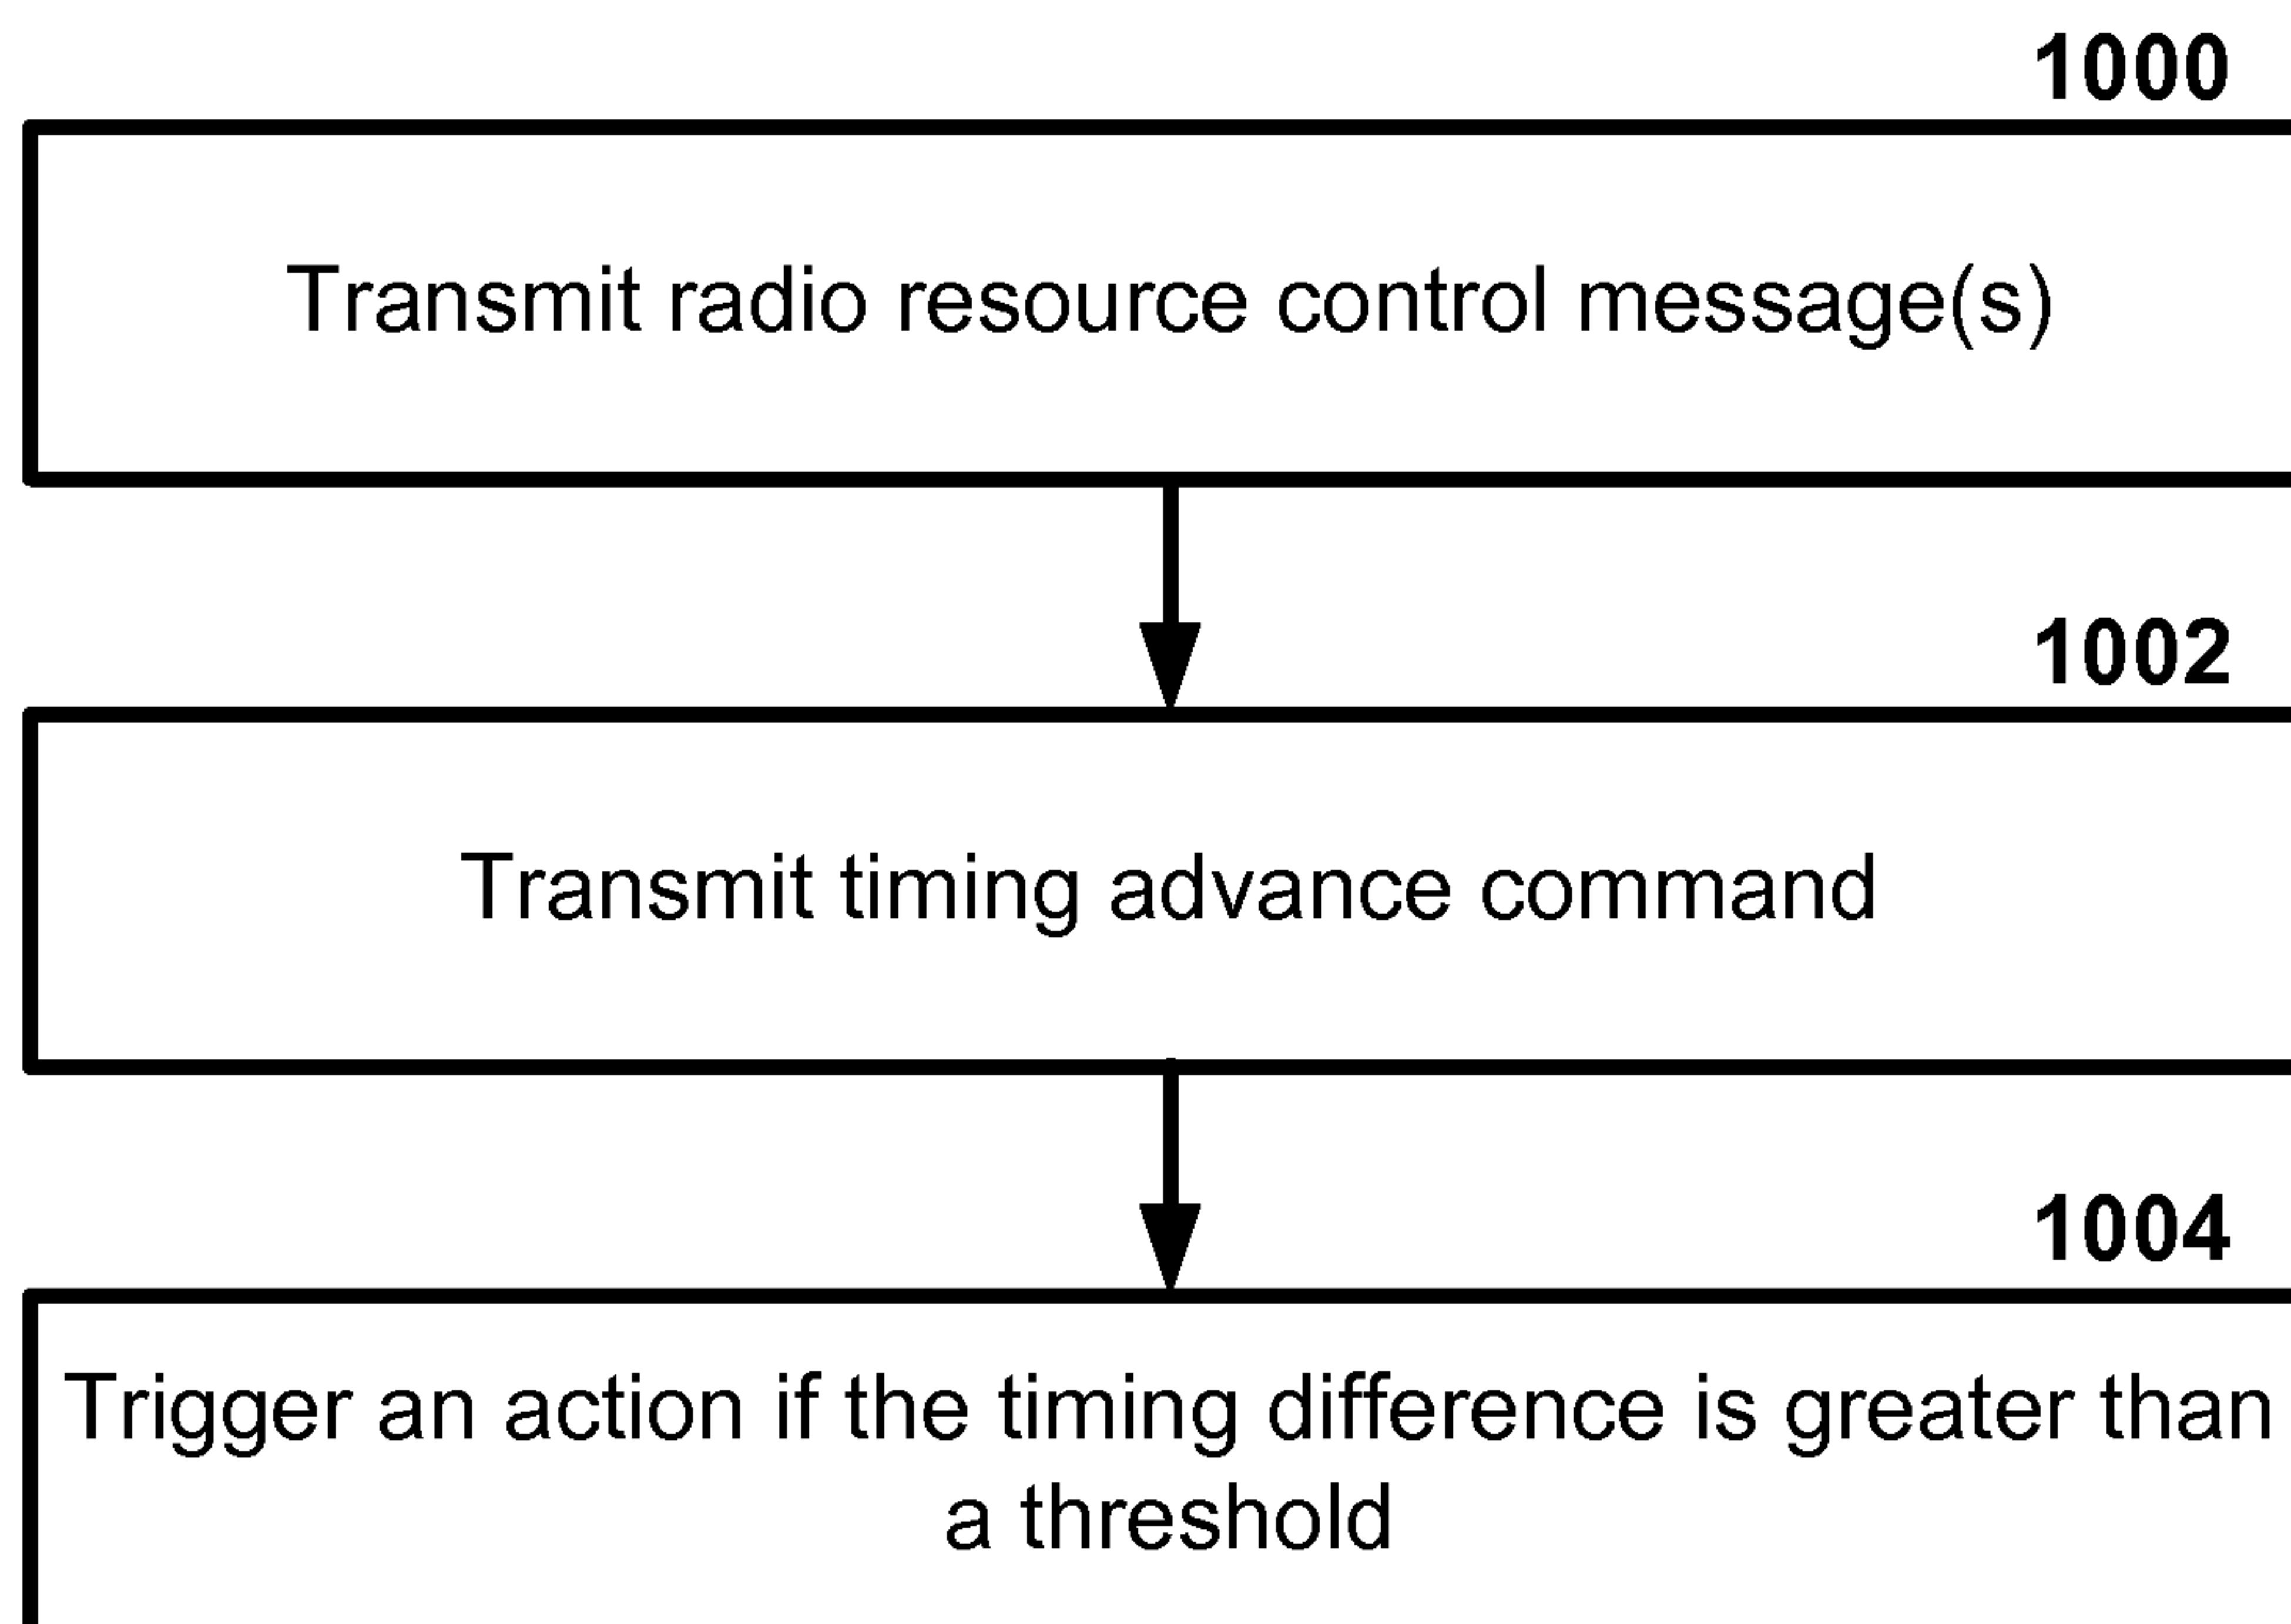 1000
Transmit radio resource control message(s)
1002
Transmit timing advance command
1004
Trigger an action if the timing difference is greater than
a threshold